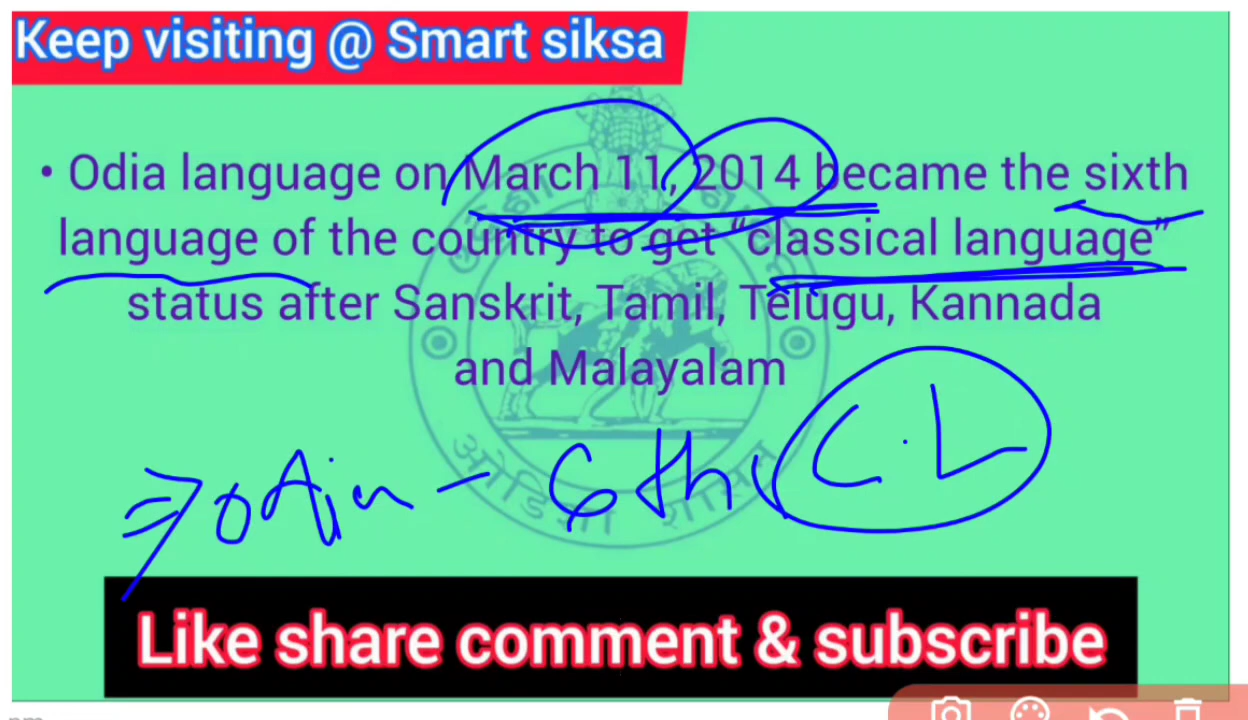 Keep visiting @ Smart siksa
• Odia language on March 11, 2014 became the sixth
language of the country to get “classical language”
status after Sanskrit, Tamil, Telugu, Kannada
and Malayalam
⇒ odia - 6th C.L
Like share comment & subscribe